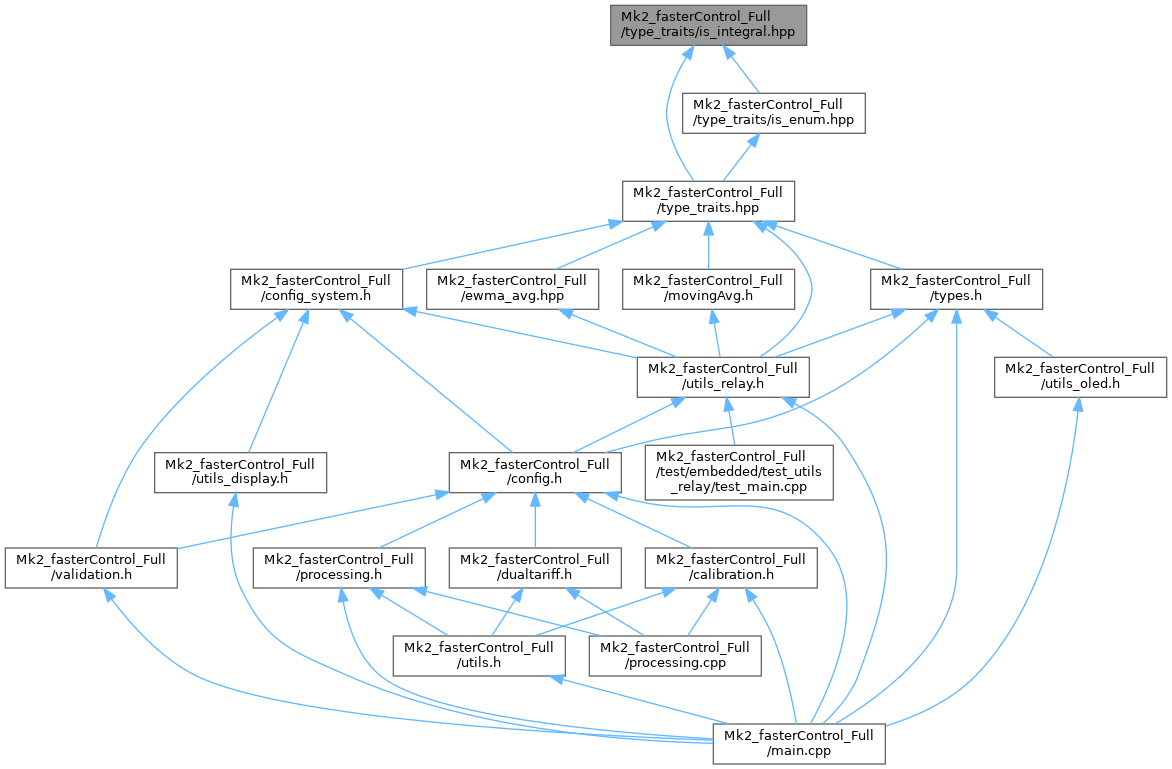 Mk2_fasterControl_Full
/type_traits/is_integral.hpp
Mk2_fasterControl_Full
/type_traits/is_enum.hpp
Mk2_fasterControl_Full
/type_traits.hpp
Mk2_fasterControl_Full
/config_system.h
Mk2_fasterControl_Full
/ewma_avg.hpp
Mk2_fasterControl_Full
/movingAvg.h
Mk2_fasterControl_Full
/types.h
Mk2_fasterControl_Full
/utils_relay.h
Mk2_fasterControl_Full
/utils_oled.h
Mk2_fasterControl_Full
/utils_display.h
Mk2_fasterControl_Full
/config.h
Mk2_fasterControl_Full
/test/embedded/test_utils
_relay/test_main.cpp
Mk2_fasterControl_Full
/validation.h
Mk2_fasterControl_Full
/processing.h
Mk2_fasterControl_Full
/dualtariff.h
Mk2_fasterControl_Full
/calibration.h
Mk2_fasterControl_Full
/utils.h
Mk2_fasterControl_Full
/processing.cpp
Mk2_fasterControl_Full
/main.cpp